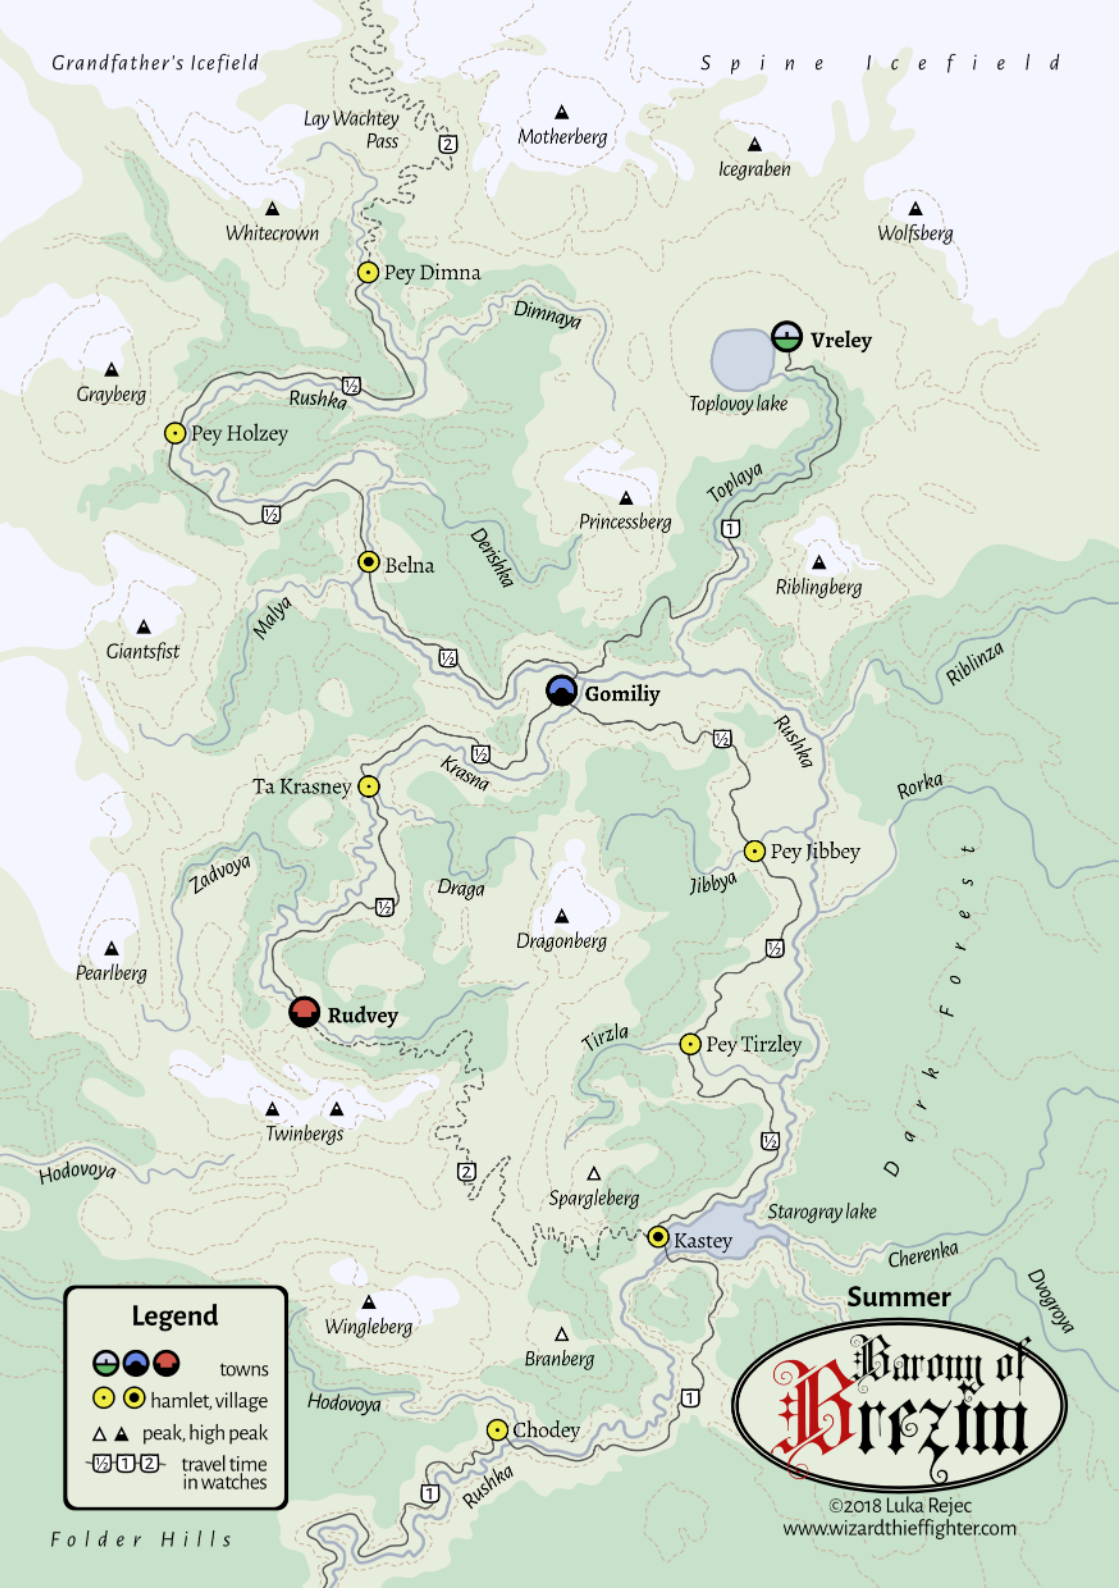 Grandfather's Icefield
Spine Icefield
Lay Wachtey
Pass
2
Motherberg
Icegraben
Whitecrown
Wolfsberg
Pey Dimna
Dimnaya
Vreley
Grayberg
½
Rushka
Toplovoy lake
Pey Holzey
Toplaya
Princessberg
½
1
Derishka
Belna
Riblingberg
Malya
Giantsfist
½
Riblinza
Gomiliy
Rushka
½
½
Krasna
Ta Krasney
Rorka
Pey Jibbey
Zadvoya
Draga
Jibbya
½
Dragonberg
½
Pearlberg
Dark Forest
Rudvey
Tirzla
Pey Tirzley
Twinbergs
½
Hodovoya
2
Spargleberg
Starogray lake
Kastey
Cherenka
Dvogroya
Wingleberg
Branberg
Hodovoya
1
Chodey
Rushka
1
Legend
towns
hamlet, village
peak, high peak
½ 1 2 travel time
in watches
Folder Hills
Summer
Barony of
Brezim
©2018 Luka Rejec
www.wizardthieffighter.com